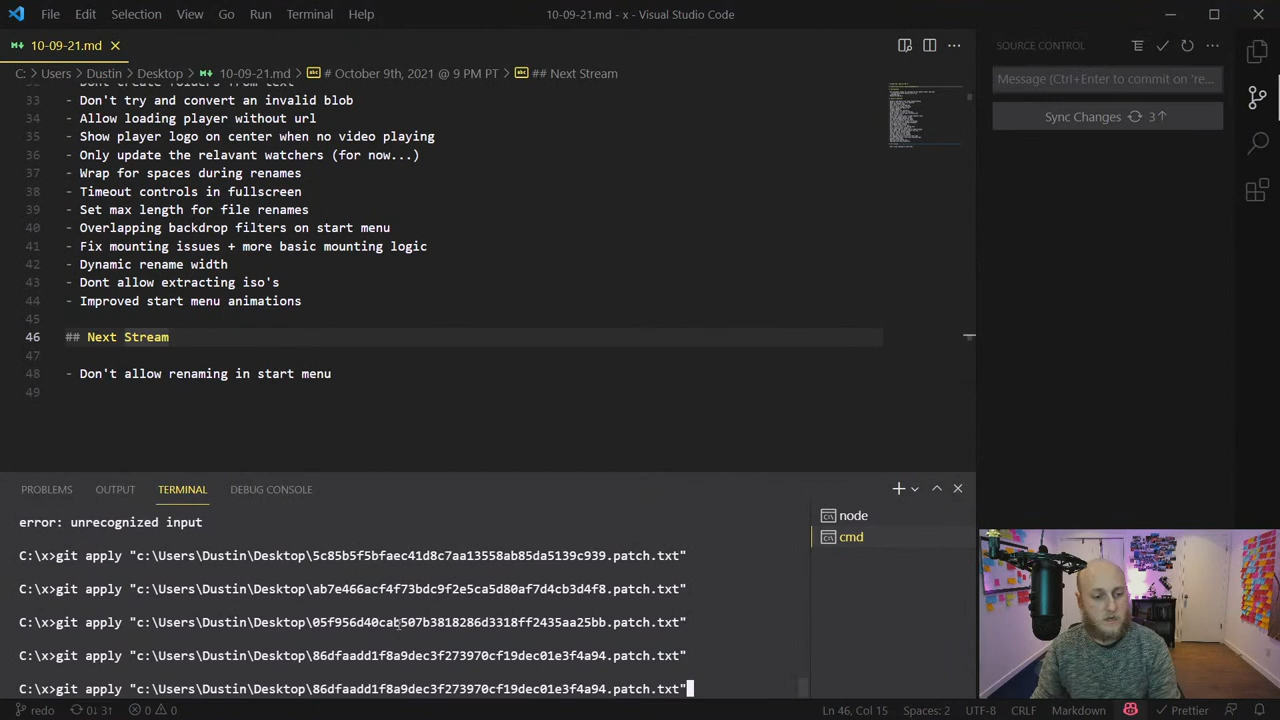 File Edit Selection View Go Run Terminal Help
10-09-21.md - x - Visual Studio Code
10-09-21.md
C: > Users > Dustin > Desktop > 10-09-21.md > # October 9th, 2021 @ 9 PM PT > ## Next Stream
32 - Dont create folders from text
33 - Don't try and convert an invalid blob
34 - Allow loading player without url
35 - Show player logo on center when no video playing
36 - Only update the relavant watchers (for now...)
37 - Wrap for spaces during renames
38 - Timeout controls in fullscreen
39 - Set max length for file renames
40 - Overlapping backdrop filters on start menu
41 - Fix mounting issues + more basic mounting logic
42 - Dynamic rename width
43 - Dont allow extracting iso's
44 - Improved start menu animations
45
46 ## Next Stream
47
48 - Don't allow renaming in start menu
49
SOURCE CONTROL
Message (Ctrl+Enter to commit on 're...
Sync Changes 3↑
PROBLEMS OUTPUT TERMINAL DEBUG CONSOLE
node
cmd
error: unrecognized input
C:\x>git apply "c:\Users\Dustin\Desktop\5c85b5f5bfaec41d8c7aa13558ab85da5139c939.patch.txt"
C:\x>git apply "c:\Users\Dustin\Desktop\ab7e466acf4f73bdc9f2e5ca5d80af7d4cb3d4f8.patch.txt"
C:\x>git apply "c:\Users\Dustin\Desktop\05f956d40cab507b3818286d3318ff2435aa25bb.patch.txt"
C:\x>git apply "c:\Users\Dustin\Desktop\86dfaadd1f8a9dec3f273970cf19dec01e3f4a94.patch.txt"
C:\x>git apply "c:\Users\Dustin\Desktop\86dfaadd1f8a9dec3f273970cf19dec01e3f4a94.patch.txt"
redo 0↓ 3↑ 0 0 Ln 46, Col 15 Spaces: 2 UTF-8 CRLF Markdown Prettier